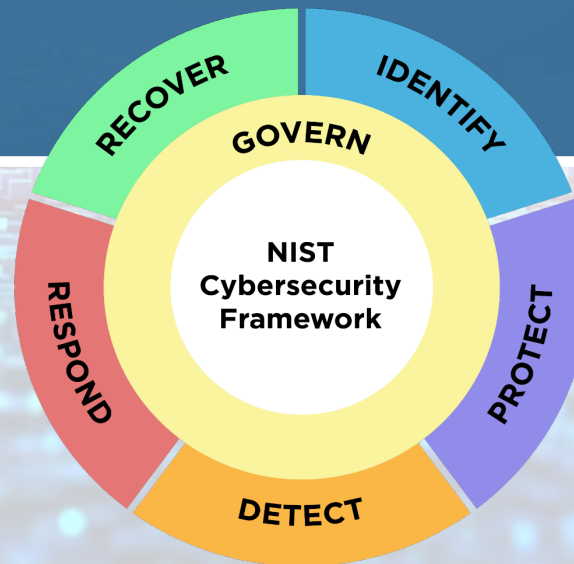 RECOVER
IDENTIFY
GOVERN
NIST
Cybersecurity
Framework
RESPOND
PROTECT
DETECT